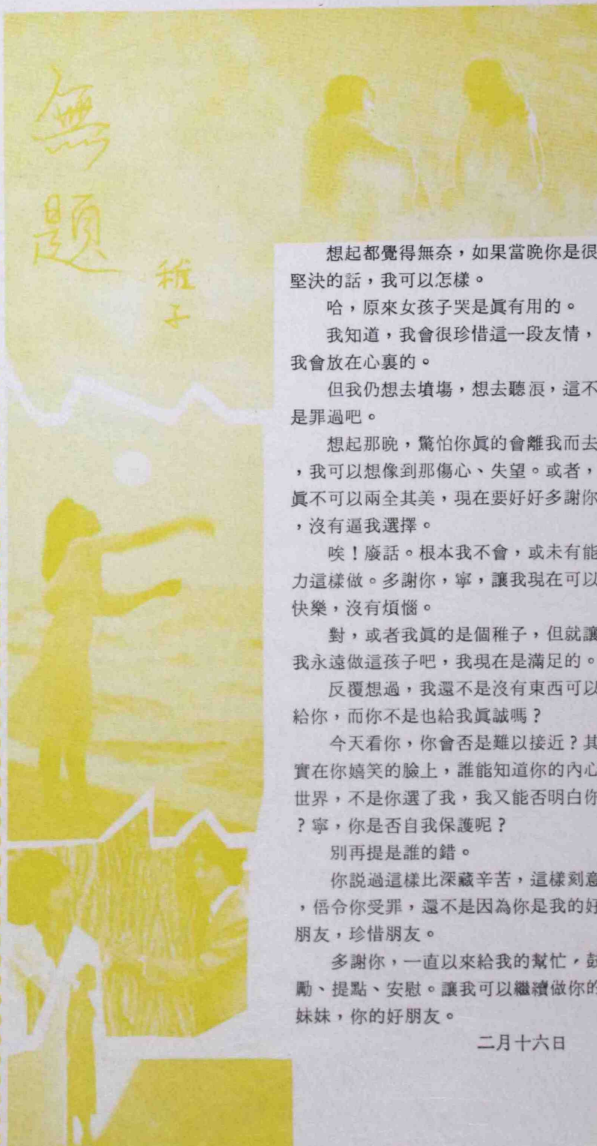 無題
稚子
想起都覺得無奈，如果當晚你是很
堅決的話，我可以怎樣。
哈，原來女孩子哭是眞有用的。
我知道，我會很珍惜這一段友情，
我會放在心裏的。
但我仍想去墳場，想去聽浪，這不
是罪過吧。
想起那晚，驚怕你眞的會離我而去
，我可以想像到那傷心、失望。或者，
眞不可以兩全其美，現在要好好多謝你
，沒有逼我選擇。
唉！廢話。根本我不會，或未有能
力這樣做。多謝你，寧，讓我現在可以
快樂，沒有煩惱。
對，或者我眞的是個稚子，但就讓
我永遠做這孩子吧，我現在是滿足的。
反覆想過，我還不是沒有東西可以
給你，而你不是也給我眞誠嗎？
今天看你，你會否是難以接近？其
實在你嬉笑的臉上，誰能知道你的內心
世界，不是你選了我，我又能否明白你
？寧，你是否自我保護呢？
別再提是誰的錯。
你説過這樣比深藏辛苦，這樣刻意
，倍令你受罪，還不是因為你是我的好
朋友，珍惜朋友。
多謝你，一直以來給我的幫忙，鼓
勵、提點、安慰。讓我可以繼續做你的
妹妹，你的好朋友。
二月十六日